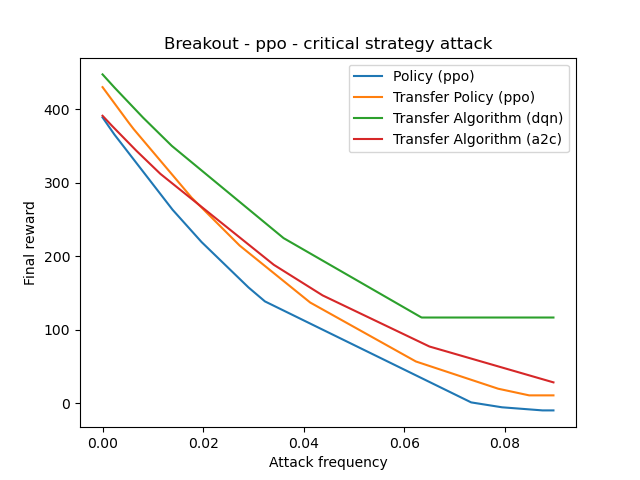 Breakout - ppo - critical strategy attack
Policy (ppo)
Transfer Policy (ppo)
Transfer Algorithm (dqn)
Transfer Algorithm (a2c)
Final reward
400
300
200
100
0
0.00 0.02 0.04 0.06 0.08
Attack frequency